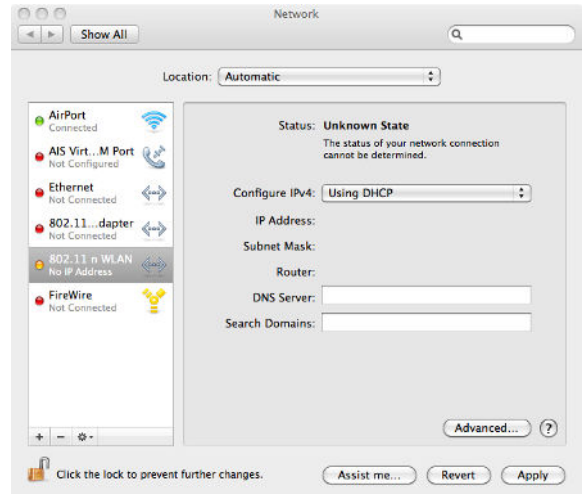 Network
Show All
Location: Automatic
AirPort
Connected
AIS Virt...M Port
Not Configured
Ethernet
Not Connected
802.11...dapter
Not Connected
802.11 n WLAN
No IP Address
FireWire
Not Connected
Status: Unknown State
The status of your network connection
cannot be determined.
Configure IPv4: Using DHCP
IP Address:
Subnet Mask:
Router:
DNS Server:
Search Domains:
Advanced... ?
Click the lock to prevent further changes.
Assist me... Revert Apply